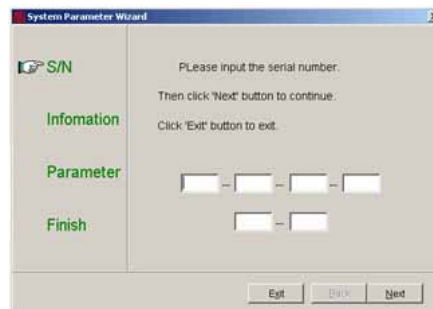 System Parameter Wizard
S/N
PLease input the serial number.
Then click 'Next' button to continue.
Infomation
Click 'Exit' button to exit.
Parameter
-- -- --
Finish
--
Exit Back Next